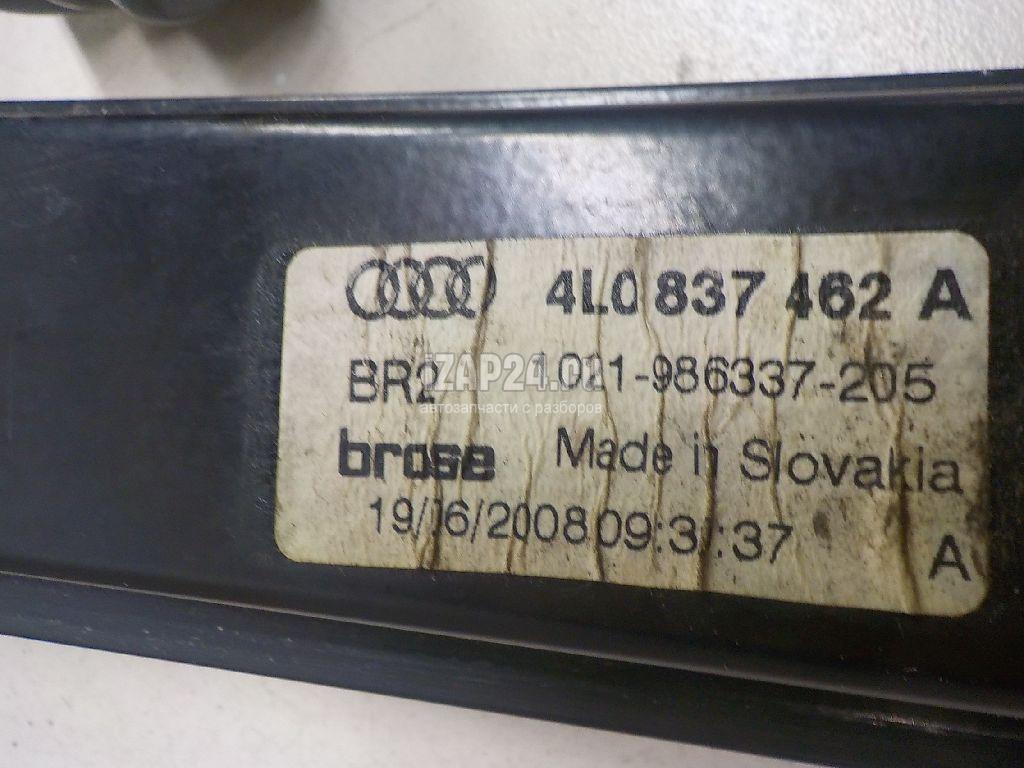 4L0 837 462 A
BR2 021-986337-205
iZAP24.
автозапчасти с разборов
brose Made in Slovakia
19/06/2008 09:3 :37 A